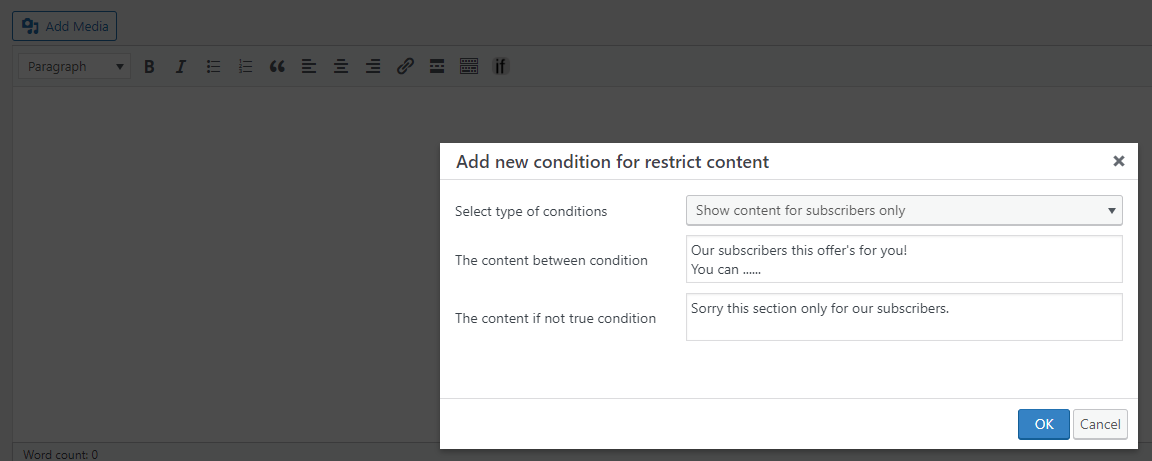 Add Media
Paragraph
B I if
Add new condition for restrict content
Select type of conditions
Show content for subscribers only
The content between condition
Our subscribers this offer's for you!
You can ......
The content if not true condition
Sorry this section only for our subscribers.
OK Cancel
Word count: 0